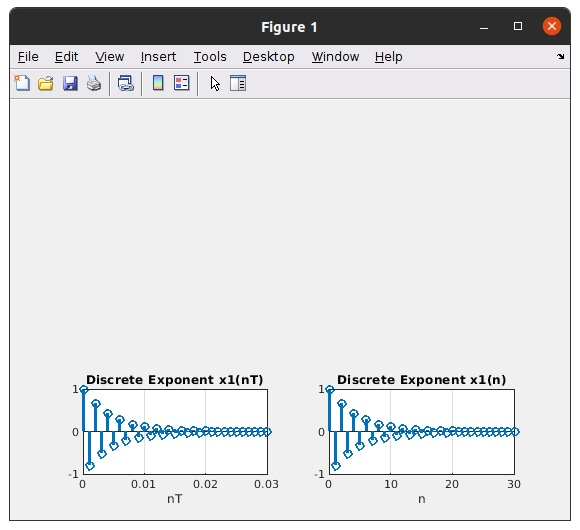 Figure 1
File Edit View Insert Tools Desktop Window Help
Discrete Exponent x1(nT)
1
0
-1
0 0.01 0.02 0.03
nT
Discrete Exponent x1(n)
1
0
-1
0 10 20 30
n